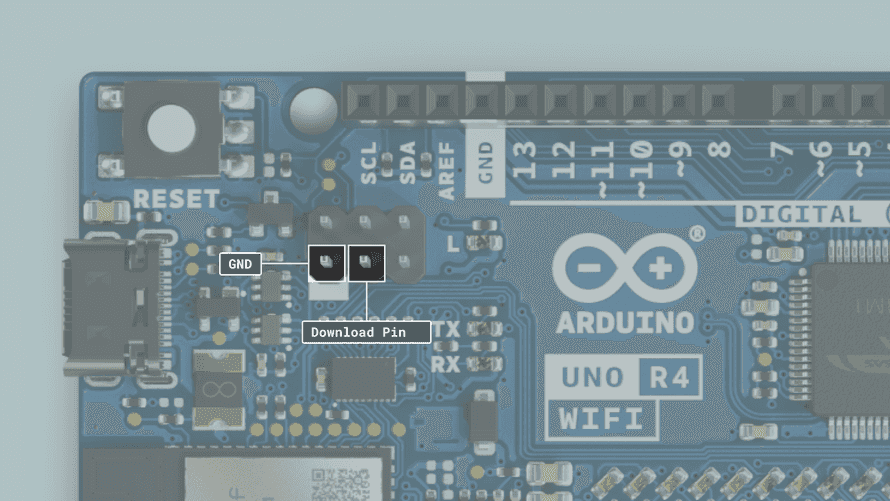 SCL
SDA
AREF
GND
13
12
~11
~10
~9
8
7
~6
~5
RESET
DIGITAL
L
GND
Download Pin
TX
RX
ARDUINO
®
UNO R4
WIFI